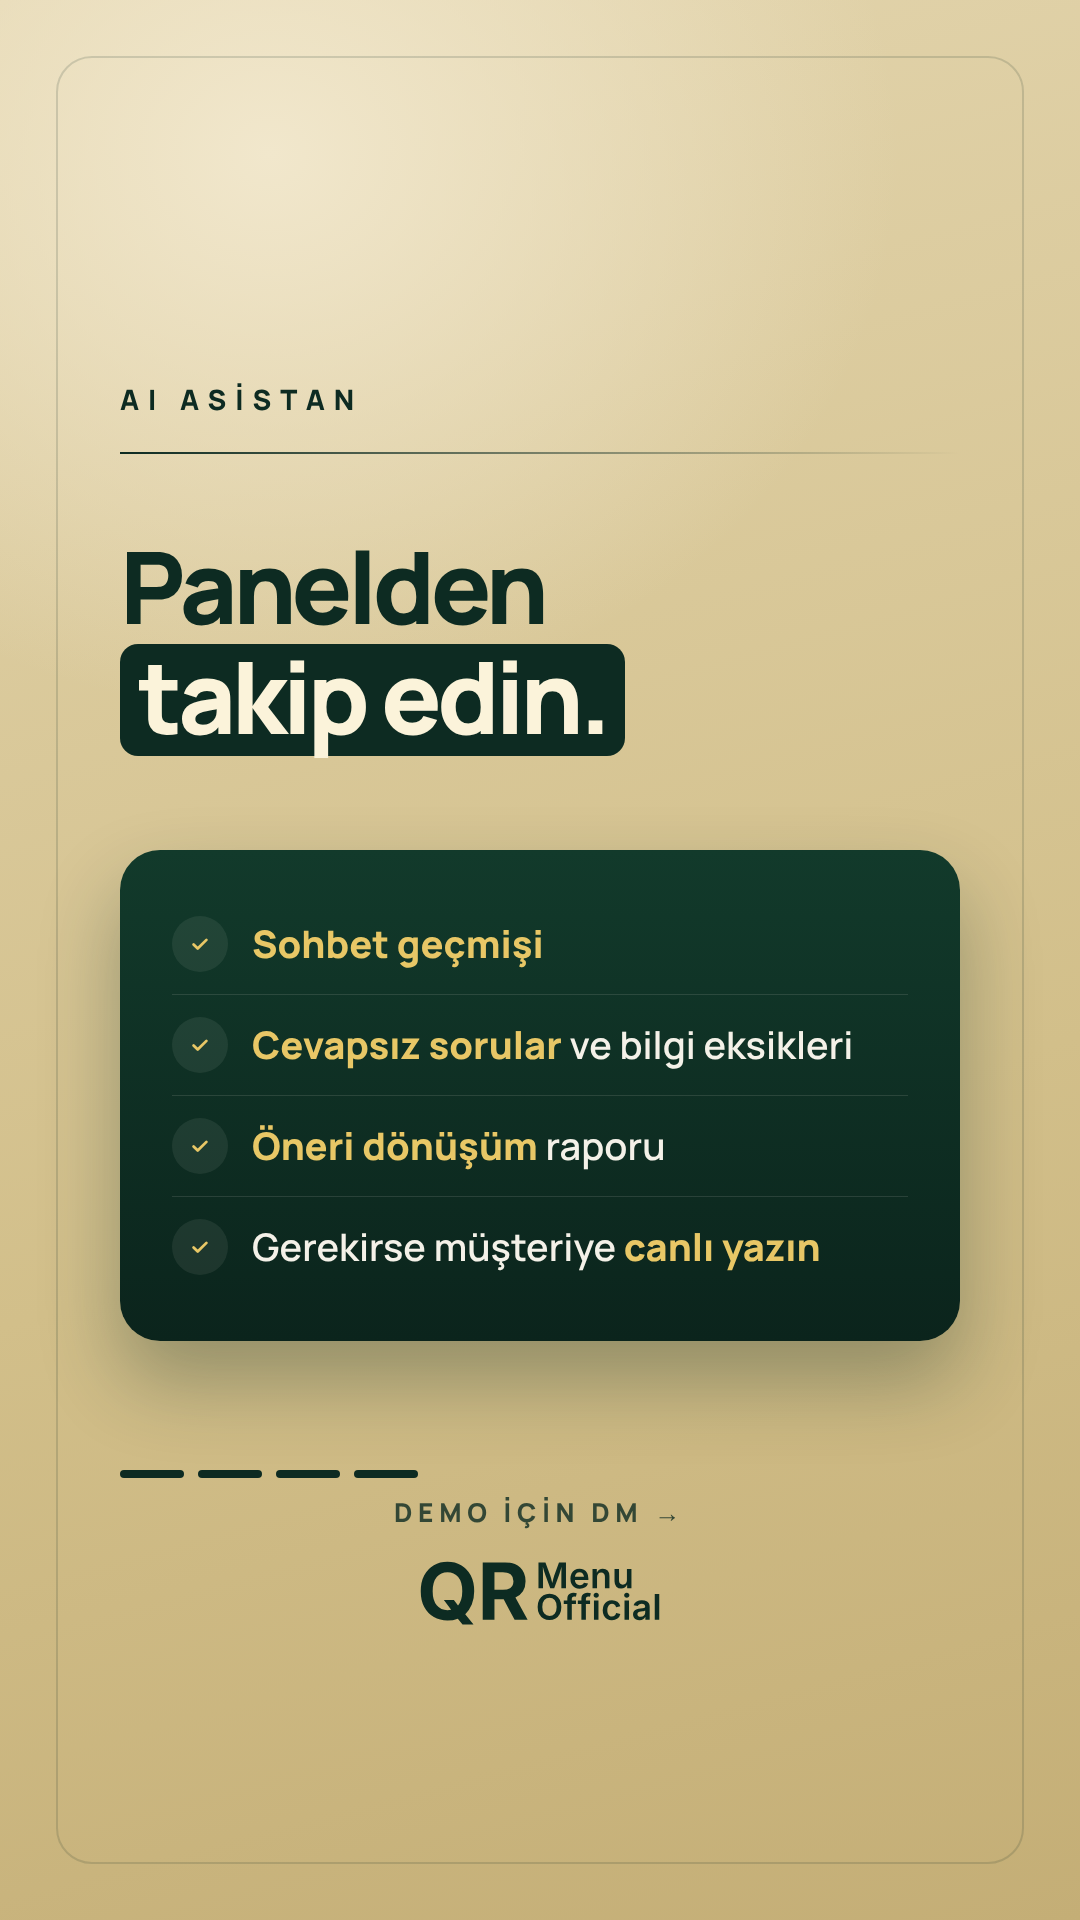 AI ASİSTAN
Panelden
takip edin.
Sohbet geçmişi
Cevapsız sorular ve bilgi eksikleri
Öneri dönüşüm raporu
Gerekirse müşteriye canlı yazın
DEMO İÇİN DM →
QR Menu
Official